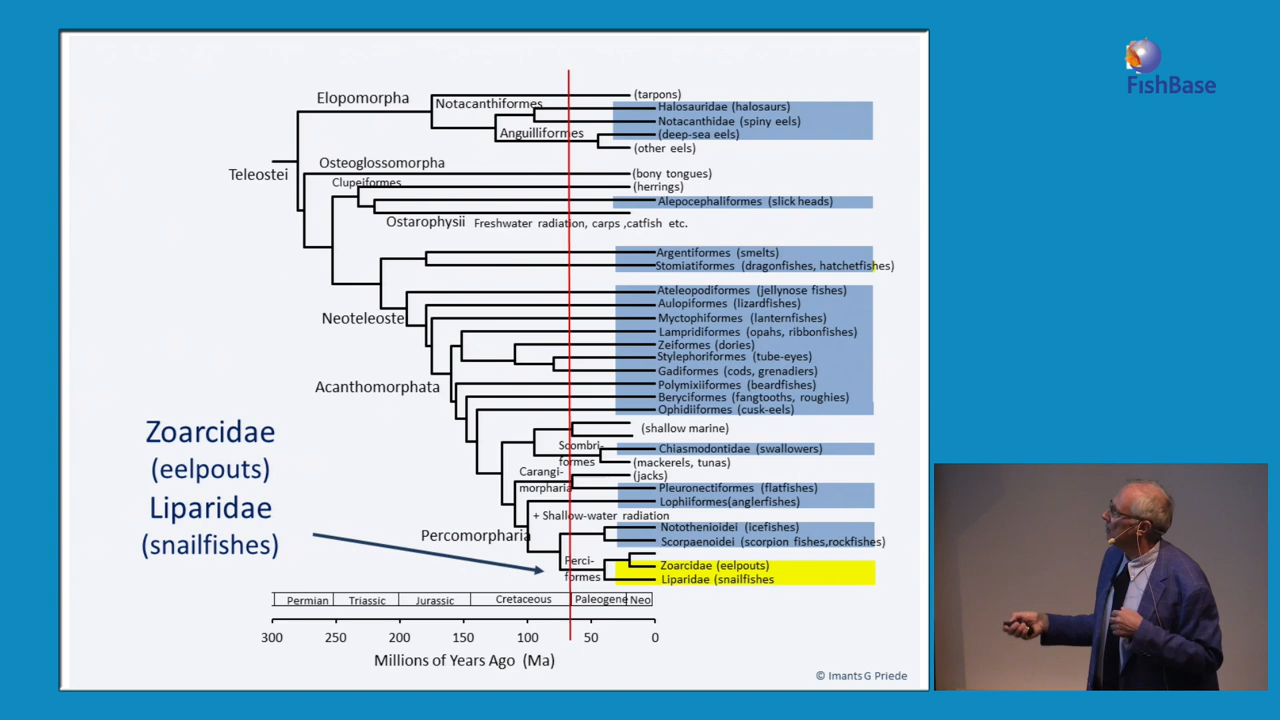 FishBase
Elopomorpha
(tarpons)
Notacanthiformes
Halosauridae (halosaurs)
Notacanthidae (spiny eels)
Anguilliformes
(deep-sea eels)
(other eels)
Teleostei
Osteoglossomorpha
(bony tongues)
Clupeiformes
(herrings)
Alepocephaliformes (slick heads)
Ostarophysii
Freshwater radiation, carps ,catfish etc.
Argentiformes (smelts)
Stomiatiformes (dragonfishes, hatchetfishes)
Ateleopodiformes (jellynose fishes)
Aulopiformes (lizardfishes)
Neoteleoste
Myctophiformes (lanternfishes)
Lampridiformes (opahs, ribbonfishes)
Zeiformes (dories)
Stylephoriformes (tube-eyes)
Gadiformes (cods, grenadiers)
Acanthomorphata
Polymixiiformes (beardfishes)
Beryciformes (fangtooths, roughies)
Ophidiiformes (cusk-eels)
(shallow marine)
Scombri-
formes
Chiasmodontidae (swallowers)
(mackerels, tunas)
Carangi-
morpharia
(jacks)
Pleuronectiformes (flatfishes)
Lophiiformes(anglerfishes)
+ Shallow-water radiation
Percomorpharia
Notothenioidei (icefishes)
Scorpaenoidei (scorpion fishes,rockfishes)
Perci-
formes
Zoarcidae (eelpouts)
Liparidae (snailfishes
Zoarcidae
(eelpouts)
Liparidae
(snailfishes)
Permian Triassic Jurassic Cretaceous Paleogene Neo
300 250 200 150 100 50 0
Millions of Years Ago (Ma)
© Imants G Priede